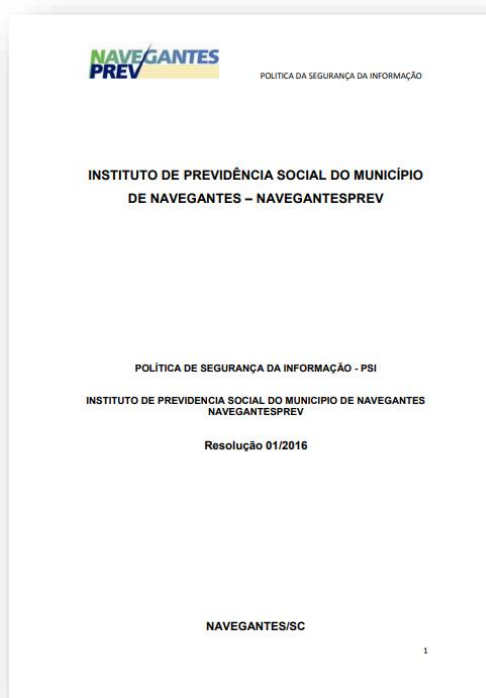 NAVEGANTES
PREV
POLITICA DA SEGURANÇA DA INFORMAÇÃO
INSTITUTO DE PREVIDÊNCIA SOCIAL DO MUNICÍPIO
DE NAVEGANTES – NAVEGANTESPREV
POLÍTICA DE SEGURANÇA DA INFORMAÇÃO - PSI
INSTITUTO DE PREVIDENCIA SOCIAL DO MUNICIPIO DE NAVEGANTES
NAVEGANTESPREV
Resolução 01/2016
NAVEGANTES/SC
1